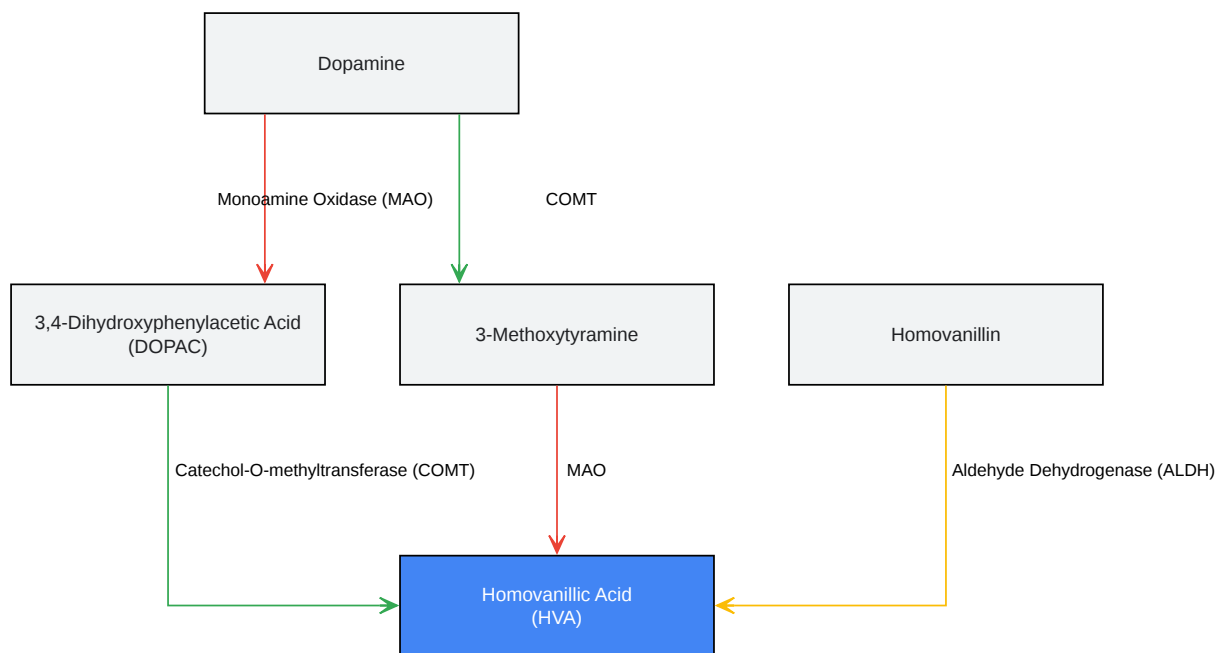 Dopamine
Monoamine Oxidase (MAO)
COMT
3,4-Dihydroxyphenylacetic Acid
(DOPAC)
3-Methoxytyramine
Homovanillin
Catechol-O-methyltransferase (COMT)
MAO
Aldehyde Dehydrogenase (ALDH)
Homovanillic Acid
(HVA)